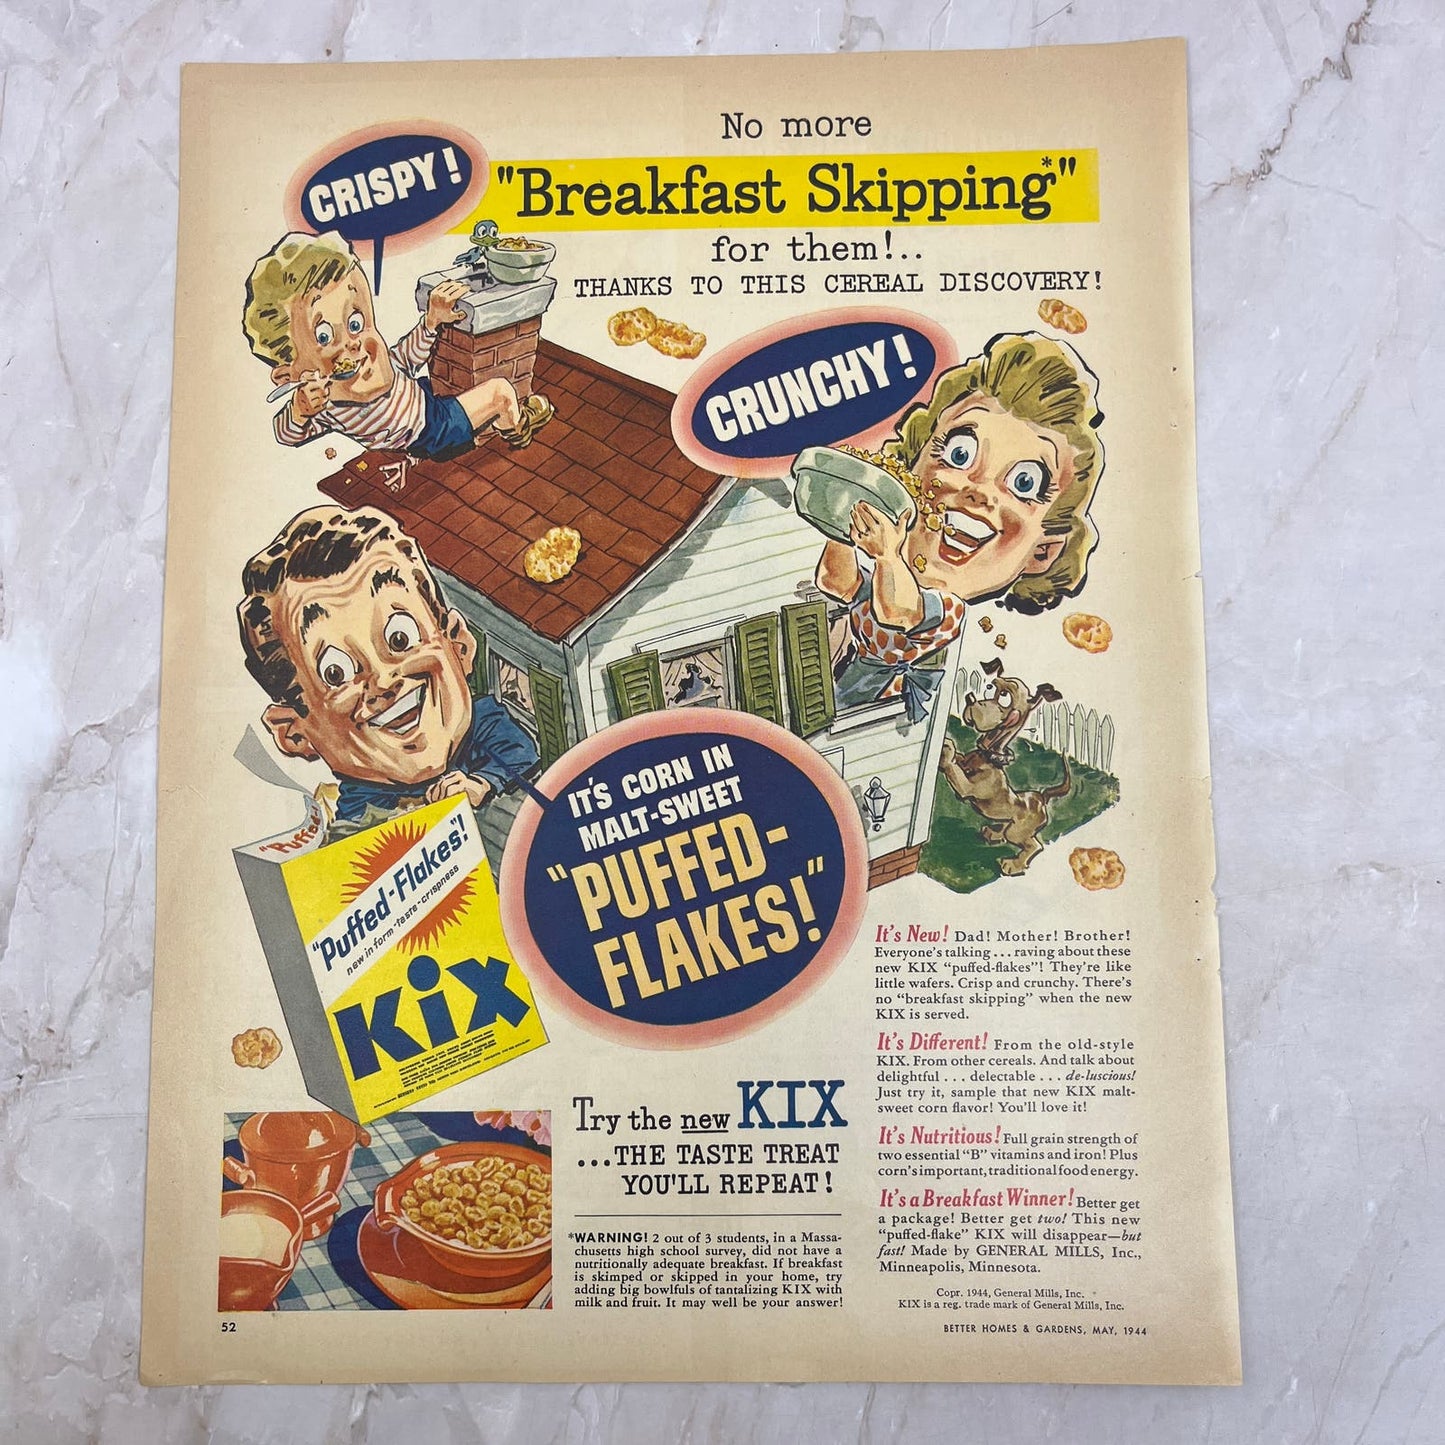 No more
"Breakfast Skipping*"
for them!..
THANKS TO THIS CEREAL DISCOVERY!
CRISPY!
CRUNCHY!
IT'S CORN IN
MALT-SWEET
"PUFFED-
FLAKES!"
"Puffed-
"Puffed-Flakes"!
new in form-taste-crispness
Kix
It's New! Dad! Mother! Brother!
Everyone's talking... raving about these
new KIX "puffed-flakes"! They're like
little wafers. Crisp and crunchy. There's
no "breakfast skipping" when the new
KIX is served.
It's Different! From the old-style
KIX. From other cereals. And talk about
delightful . . . delectable . . . de-luscious!
Just try it, sample that new KIX malt-
sweet corn flavor! You'll love it!
It's Nutritious! Full grain strength of
two essential "B" vitamins and iron! Plus
corn's important, traditional food energy.
It's a Breakfast Winner! Better get
a package! Better get two! This new
"puffed-flake" KIX will disappear—but
fast! Made by GENERAL MILLS, Inc.,
Minneapolis, Minnesota.
Copr. 1944, General Mills, Inc.
KIX is a reg. trade mark of General Mills, Inc.
Try the new KIX
...THE TASTE TREAT
YOU'LL REPEAT!
*WARNING! 2 out of 3 students, in a Massa-
chusetts high school survey, did not have a
nutritionally adequate breakfast. If breakfast
is skimped or skipped in your home, try
adding big bowlfuls of tantalizing KIX with
milk and fruit. It may well be your answer!
52
BETTER HOMES & GARDENS, MAY, 1944